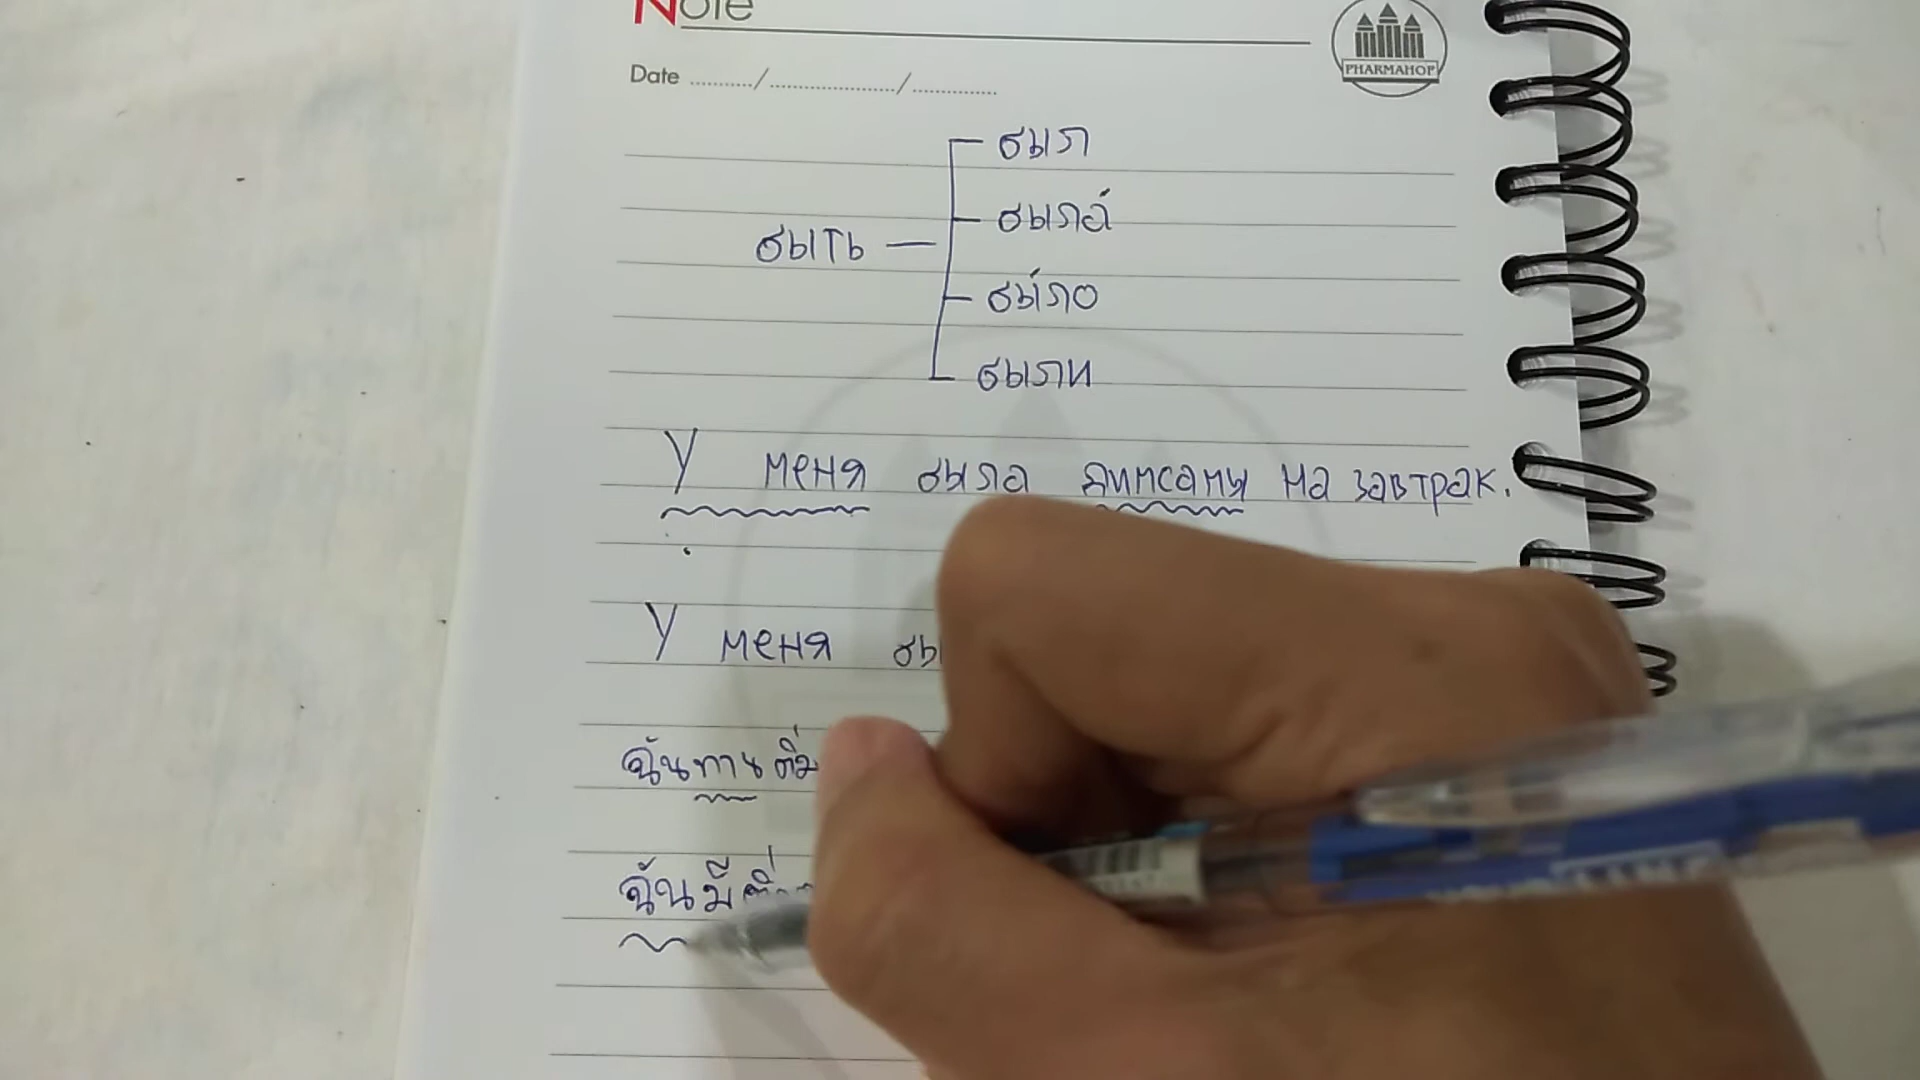 Note
PHARMAHOF
Date ........../...................../..............
был
была́
быть
бы́ло
были
У меня была димсамы на завтрак.
У меня
ฉันทาน
ฉันมี